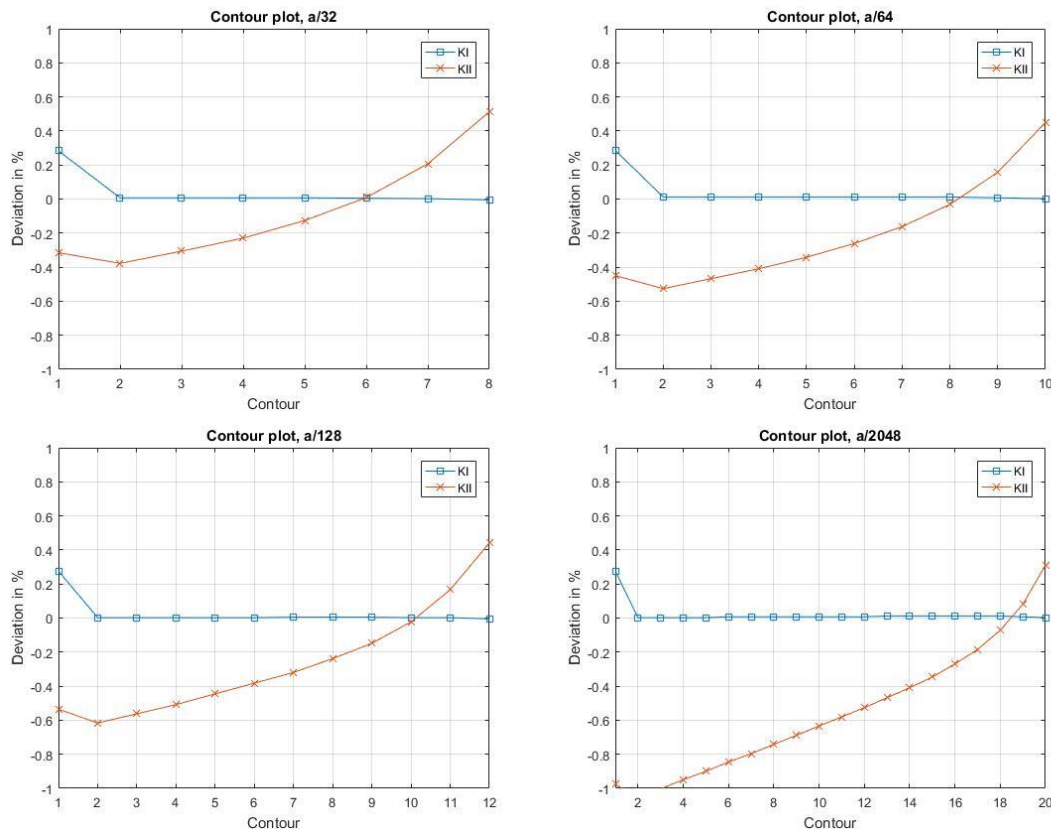 Contour plot, a/32
1
0.8
0.6
0.4
0.2
0
-0.2
-0.4
-0.6
-0.8
-1
Deviation in %
KI
KII
1 2 3 4 5 6 7 8
Contour
Contour plot, a/64
1
0.8
0.6
0.4
0.2
0
-0.2
-0.4
-0.6
-0.8
-1
Deviation in %
KI
KII
1 2 3 4 5 6 7 8 9 10
Contour
Contour plot, a/128
1
0.8
0.6
0.4
0.2
0
-0.2
-0.4
-0.6
-0.8
-1
Deviation in %
KI
KII
1 2 3 4 5 6 7 8 9 10 11 12
Contour
Contour plot, a/2048
1
0.8
0.6
0.4
0.2
0
-0.2
-0.4
-0.6
-0.8
-1
Deviation in %
KI
KII
2 4 6 8 10 12 14 16 18 20
Contour